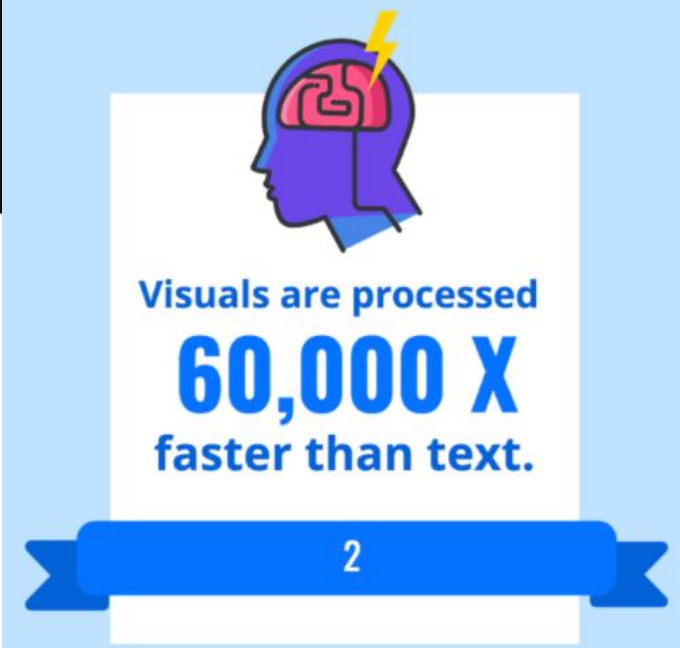 Visuals are processed
60,000 X
faster than text.
2